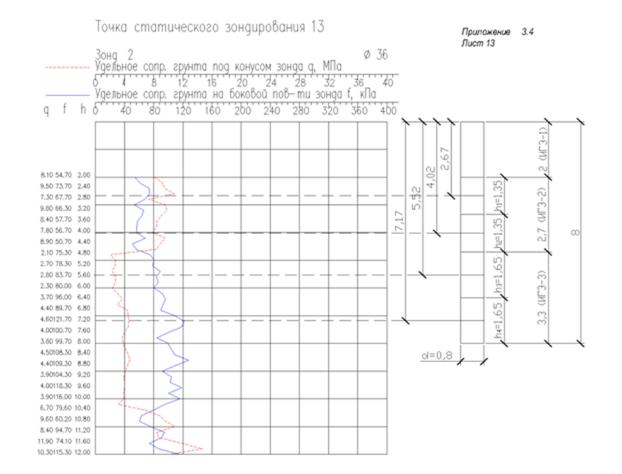 Точка статического зондирования 13
Приложение 3.4
Лист 13
Зонд 2 ⌀ 36
Удельное сопр. грунта под конусом зонда q, МПа
0 4 8 12 16 20 24 28 32 36 40
Удельное сопр. грунта на боковой пов-ти зонда f, кПа
0 40 80 120 160 200 240 280 320 360 400
q f h
8.10 54.70 2.00
9.50 73.70 2.40
7.30 67.70 2.80
9.80 66.30 3.20
8.40 57.70 3.60
7.80 56.70 4.00
8.90 50.70 4.40
2.10 75.30 4.80
2.70 78.30 5.20
2.80 83.70 5.60
2.30 80.00 6.00
3.70 96.00 6.40
4.40 89.70 6.80
4.60 121.70 7.20
4.00 100.70 7.60
3.80 99.70 8.00
4.50 108.30 8.40
4.40 109.30 8.80
3.90 104.30 9.20
4.00 118.30 9.60
3.90 116.00 10.00
6.70 79.60 10.40
9.60 60.20 10.80
8.40 94.70 11.20
11.90 74.10 11.60
10.30 115.30 12.00
7,17
5,52
4,02
2,67
2 (ИГЭ-1)
h1=1,35
h2=1,35
2,7 (ИГЭ-2)
h3=1,65
h4=1,65
3,3 (ИГЭ-3)
8
d=0,8